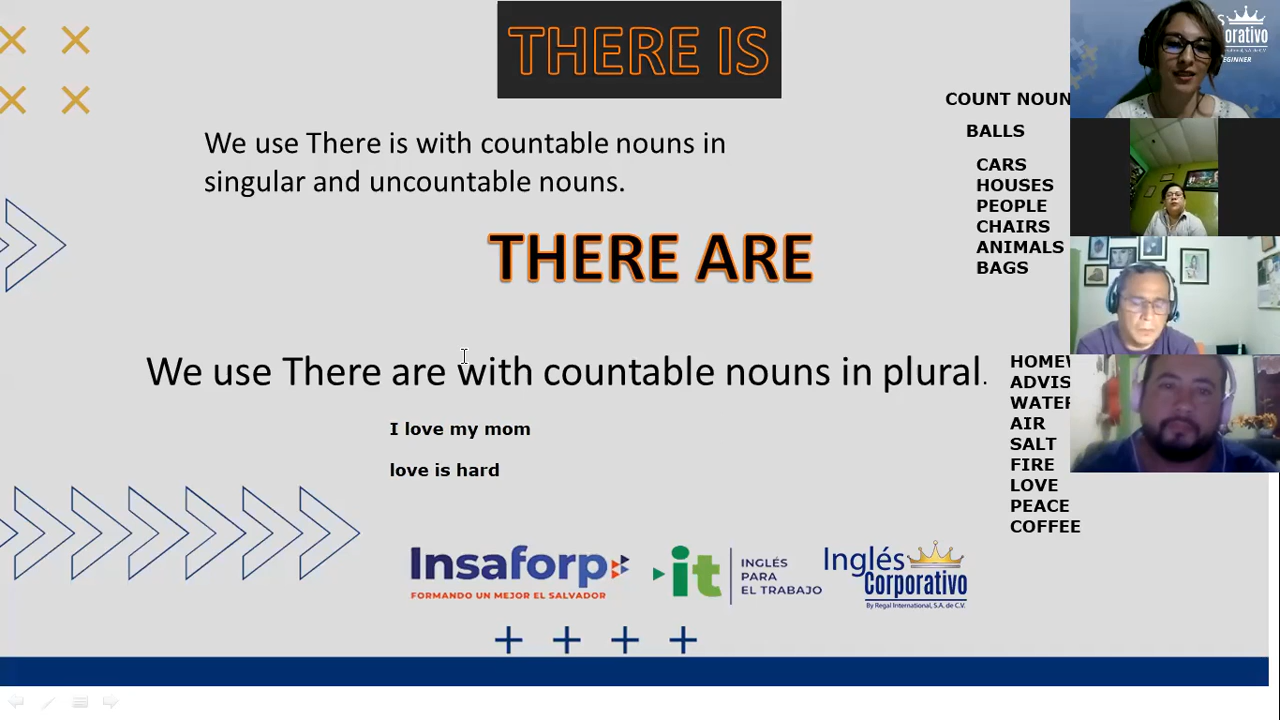 THERE IS
We use There is with countable nouns in
singular and uncountable nouns.
THERE ARE
We use There are with countable nouns in plural.
I love my mom
love is hard
COUNT NOUN
BALLS
CARS
HOUSES
PEOPLE
CHAIRS
ANIMALS
BAGS
ADVIS
WATER
AIR
SALT
FIRE
LOVE
PEACE
COFFEE
Insaforp
FORMANDO UN MEJOR EL SALVADOR
it
INGLÉS
PARA
EL TRABAJO
Inglés
Corporativo
By Regal International, S.A. de C.V.